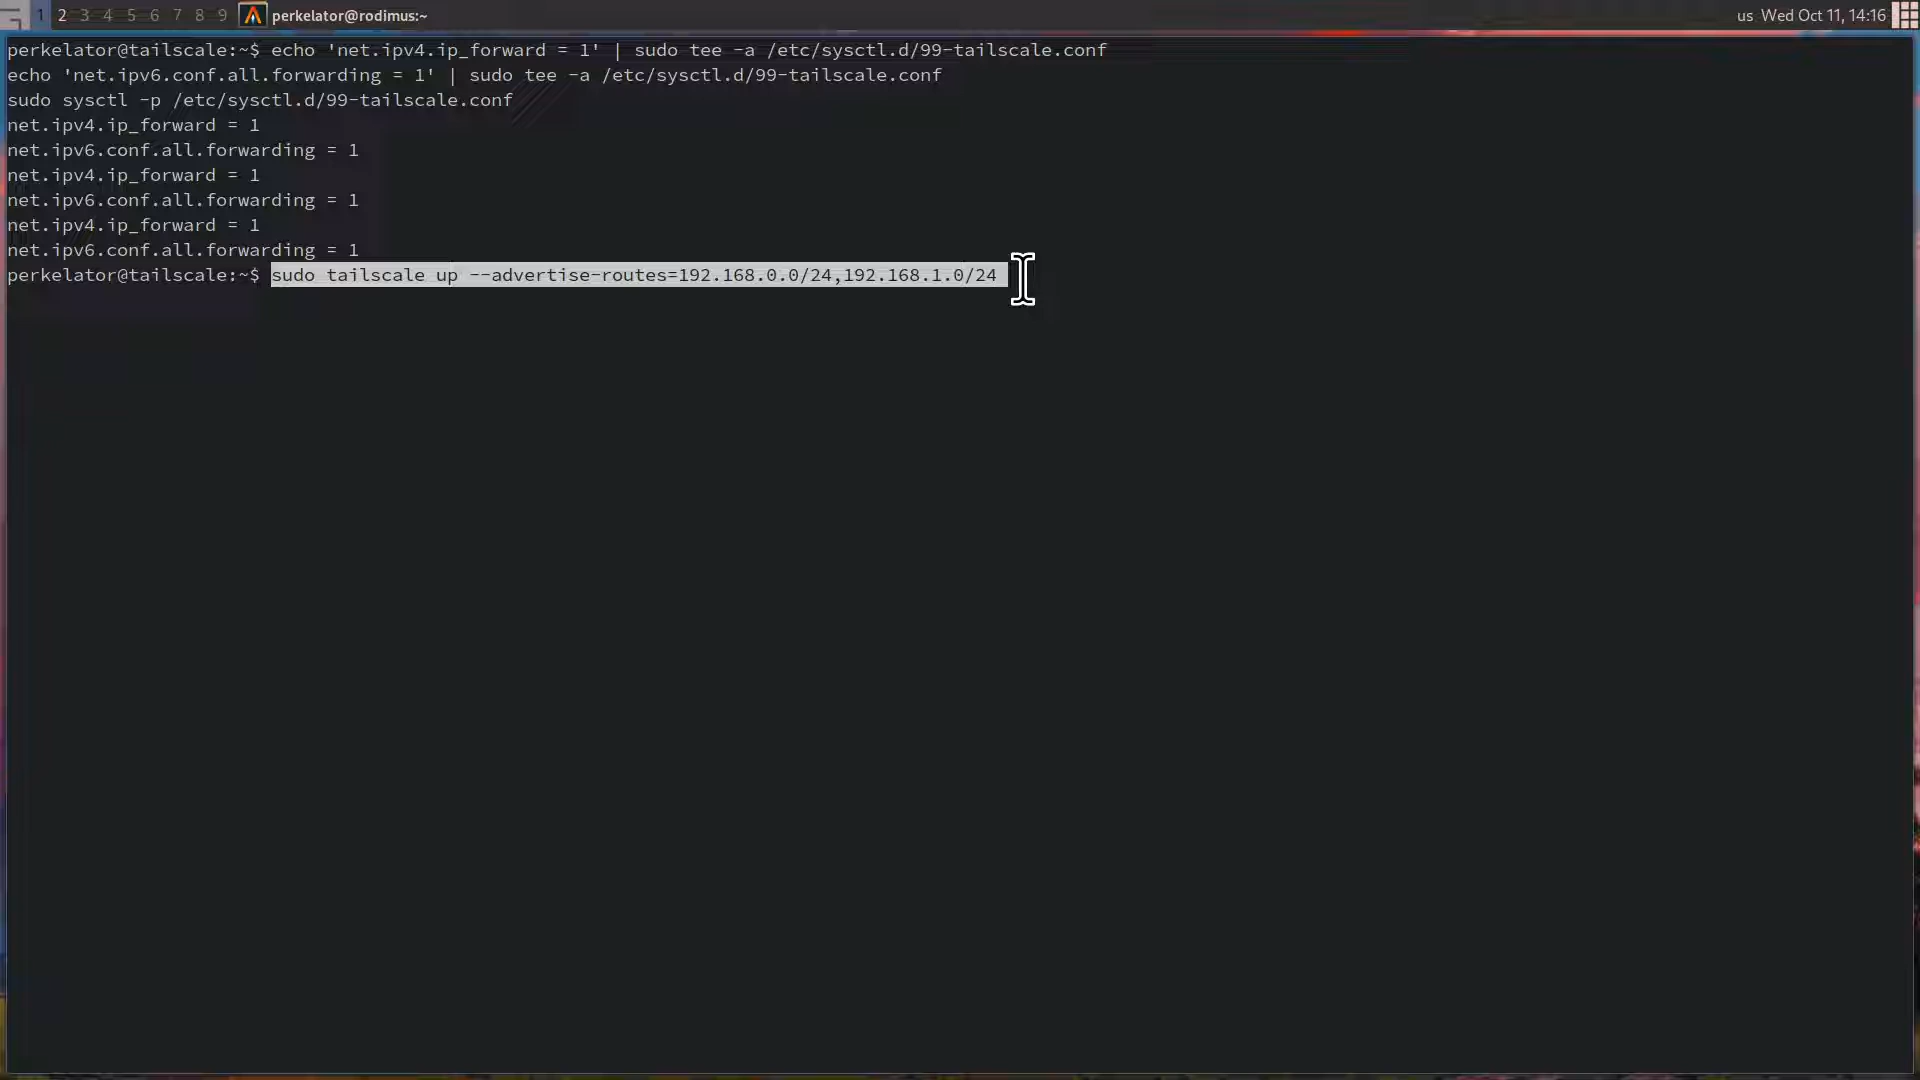 1 2 3 4 5 6 7 8 9 perkelator@rodimus:~ us Wed Oct 11, 14:16
perkelator@tailscale:~$ echo 'net.ipv4.ip_forward = 1' | sudo tee -a /etc/sysctl.d/99-tailscale.conf
echo 'net.ipv6.conf.all.forwarding = 1' | sudo tee -a /etc/sysctl.d/99-tailscale.conf
sudo sysctl -p /etc/sysctl.d/99-tailscale.conf
net.ipv4.ip_forward = 1
net.ipv6.conf.all.forwarding = 1
net.ipv4.ip_forward = 1
net.ipv6.conf.all.forwarding = 1
net.ipv4.ip_forward = 1
net.ipv6.conf.all.forwarding = 1
perkelator@tailscale:~$ sudo tailscale up --advertise-routes=192.168.0.0/24,192.168.1.0/24